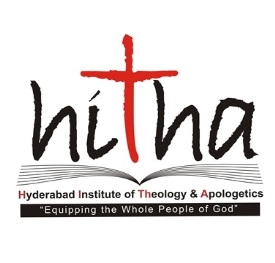 hitha
Hyderabad Institute of Theology & Apologetics
"Equipping the Whole People of God"